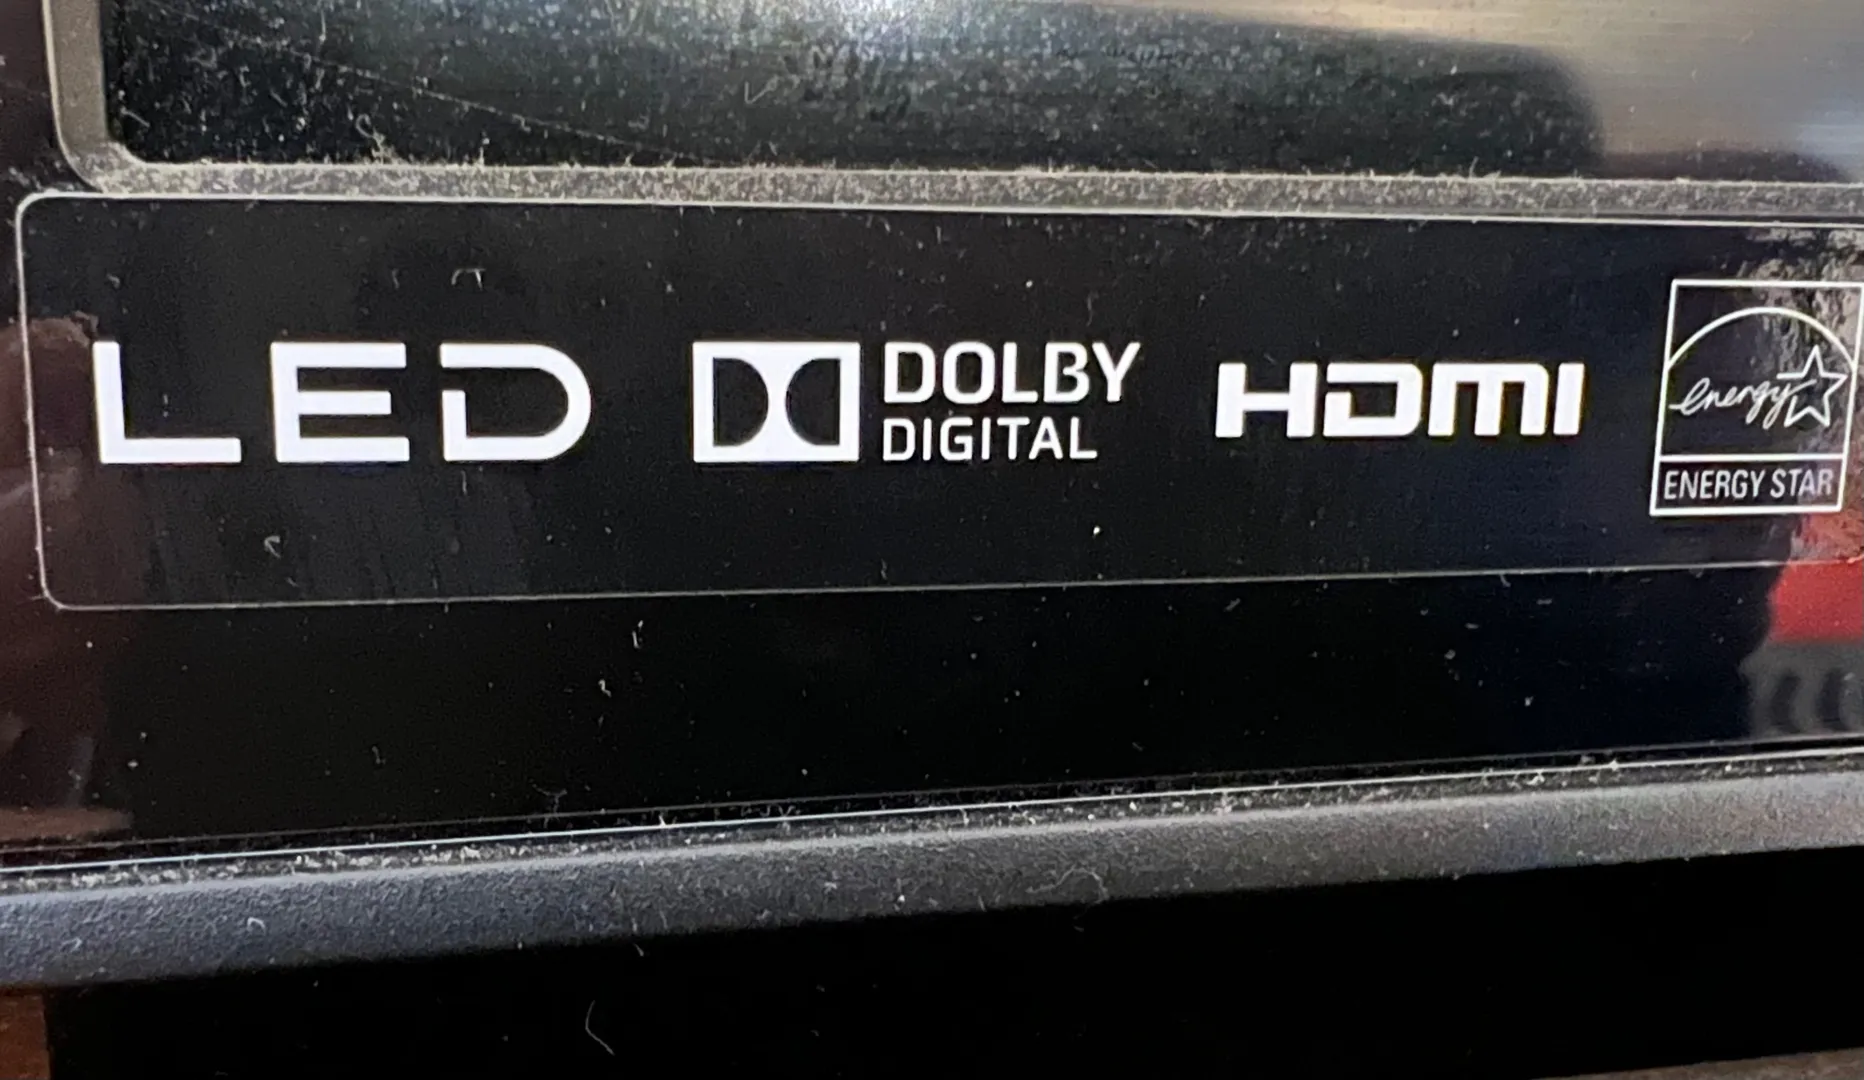 LED
DOLBY
DIGITAL
HDMI
energy
ENERGY STAR